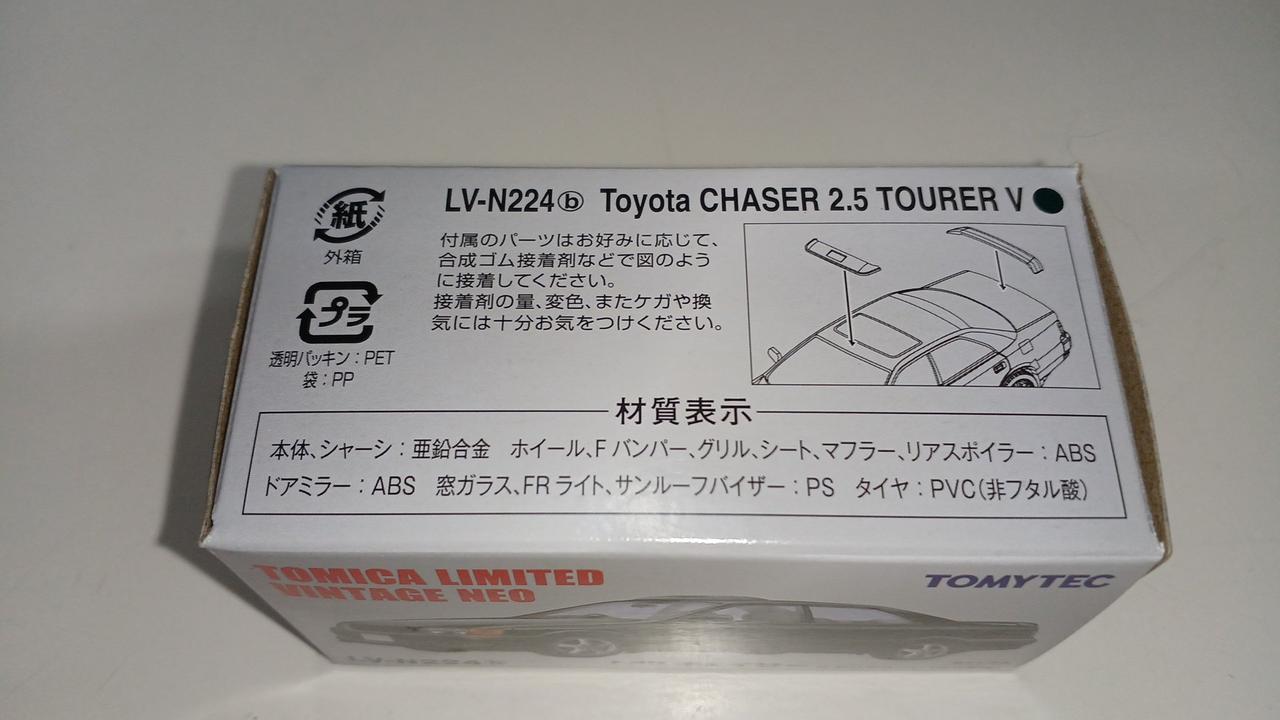 紙
外箱
プラ
透明パッキン：PET
袋：PP
LV-N224ⓑ Toyota CHASER 2.5 TOURER V
付属のパーツはお好みに応じて、
合成ゴム接着剤などで図のよう
に接着してください。
接着剤の量、変色、またケガや換
気には十分お気をつけください。
材質表示
本体、シャーシ：亜鉛合金 ホイール、Fバンパー、グリル、シート、マフラー、リアスポイラー：ABS
ドアミラー：ABS 窓ガラス、FRライト、サンルーフバイザー：PS タイヤ：PVC（非フタル酸）
TOMICA LIMITED
VINTAGE NEO
TOMYTEC
LV-N224